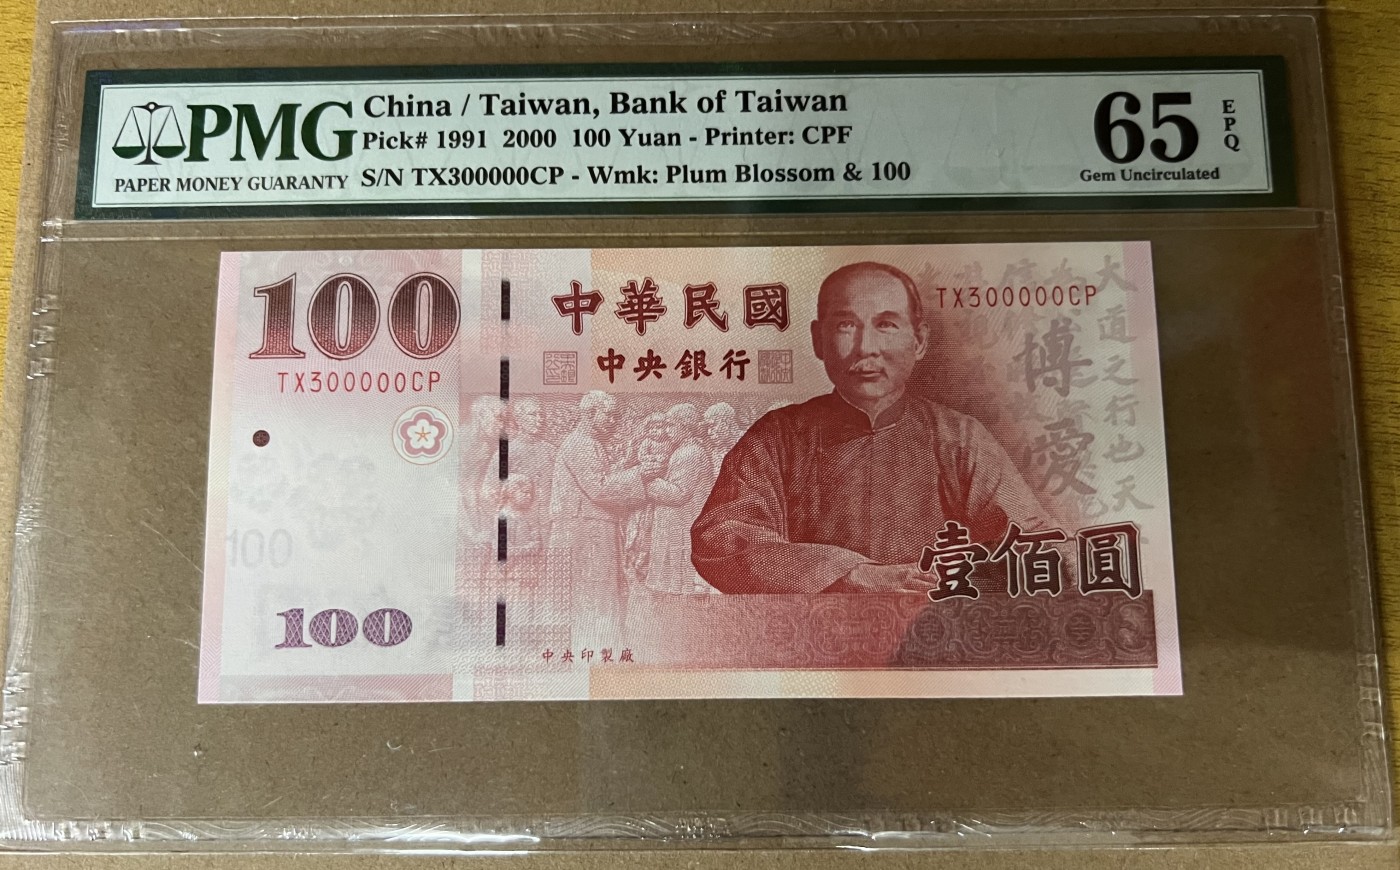 PMG
PAPER MONEY GUARANTY
China / Taiwan, Bank of Taiwan
Pick# 1991 2000 100 Yuan - Printer: CPF
S/N TX300000CP - Wmk: Plum Blossom & 100
65
EPQ
Gem Uncirculated
100
TX300000CP
中華民國
中央銀行
TX300000CP
博愛
大道之行也天
壹佰圓
100
100
中央印製廠